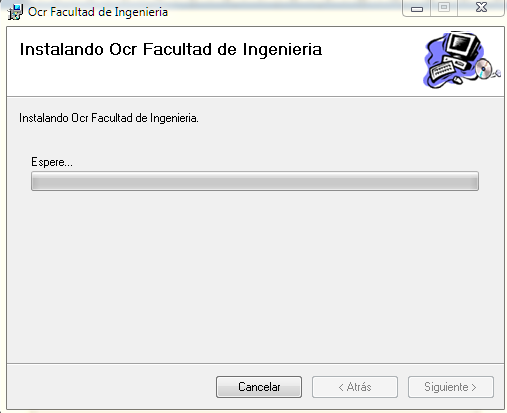 Ocr Facultad de Ingenieria
Instalando Ocr Facultad de Ingenieria
Instalando Ocr Facultad de Ingenieria.
Espere...
Cancelar
< Atrás
Siguiente >